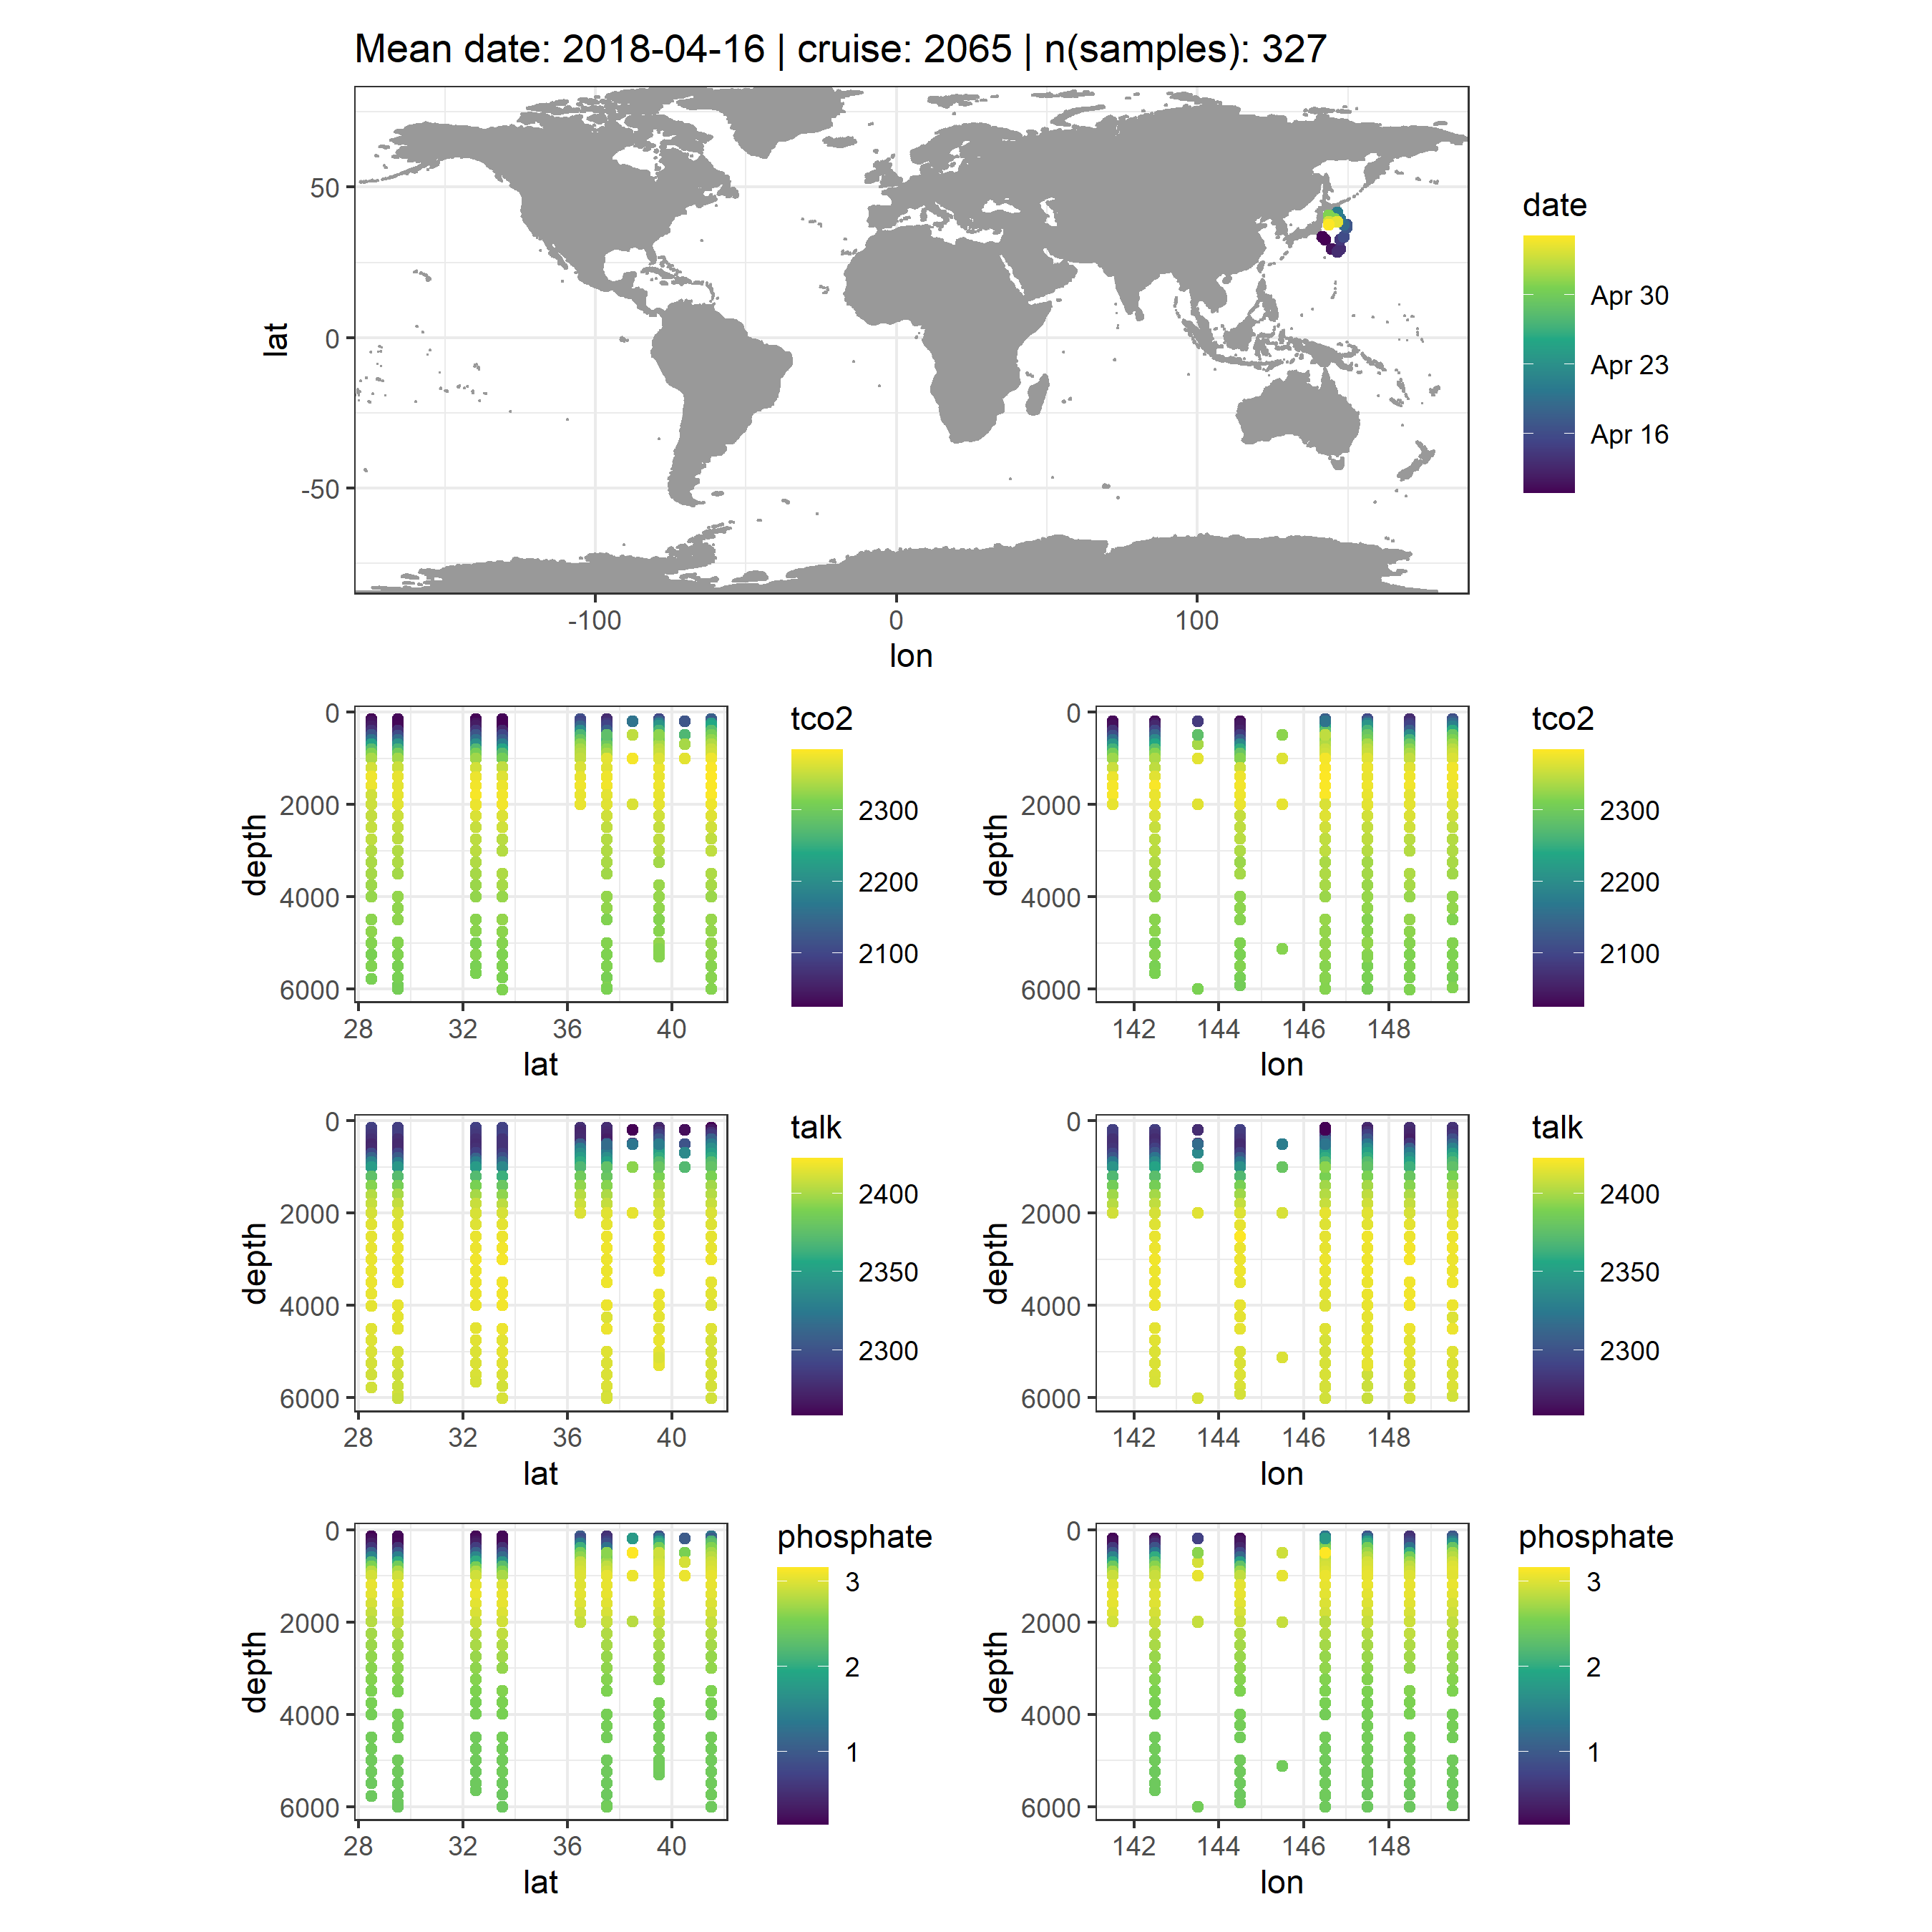 Mean date: 2018-04-16 | cruise: 2065 | n(samples): 327
lat
50
0
-50
-100 0 100
lon
date
Apr 30
Apr 23
Apr 16
depth
0
2000
4000
6000
28 32 36 40
lat
tco2
2300
2200
2100
depth
0
2000
4000
6000
142 144 146 148
lon
tco2
2300
2200
2100
depth
0
2000
4000
6000
28 32 36 40
lat
talk
2400
2350
2300
depth
0
2000
4000
6000
142 144 146 148
lon
talk
2400
2350
2300
depth
0
2000
4000
6000
28 32 36 40
lat
phosphate
3
2
1
depth
0
2000
4000
6000
142 144 146 148
lon
phosphate
3
2
1